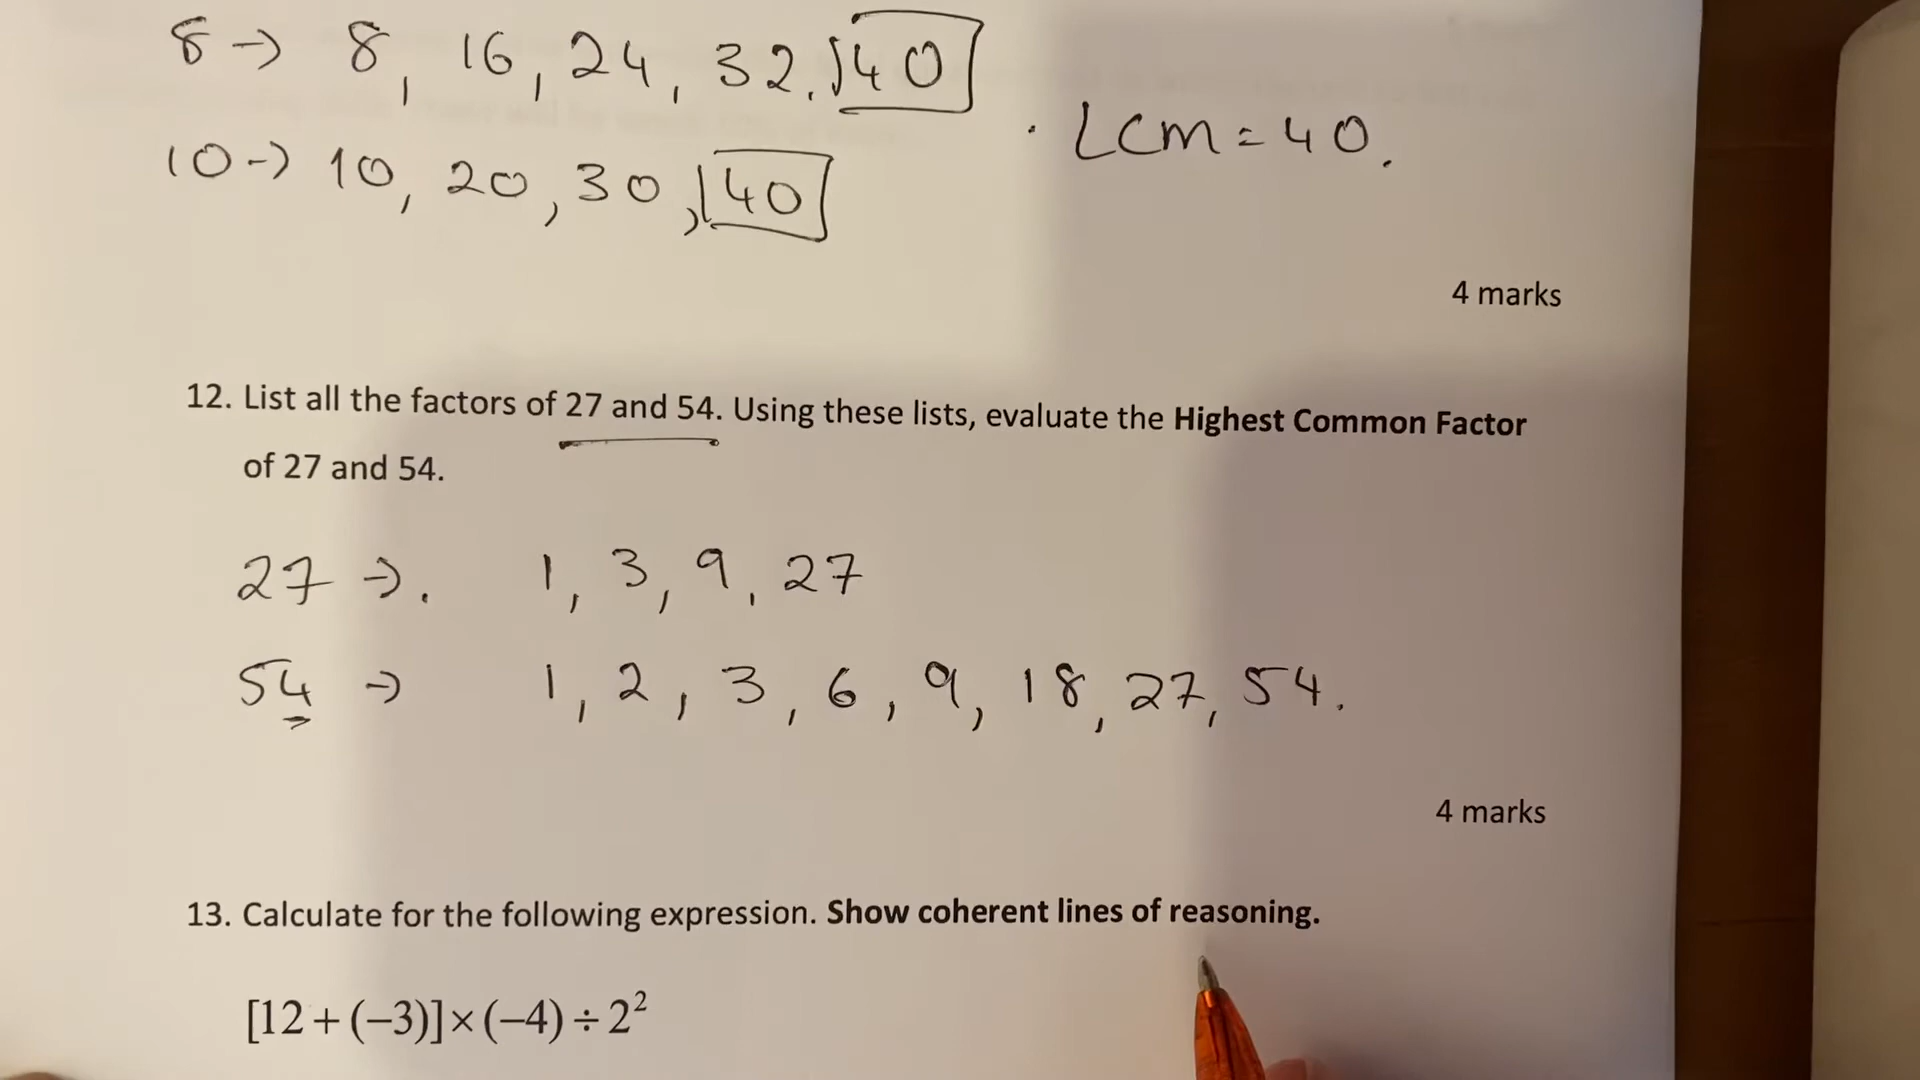 8 → 8, 16, 24, 32, 40
10 → 10, 20, 30, 40
. LCM = 40.
4 marks
12. List all the factors of 27 and 54. Using these lists, evaluate the Highest Common Factor
of 27 and 54.
27 →. 1, 3, 9, 27
54 → 1, 2, 3, 6, 9, 18, 27, 54.
4 marks
13. Calculate for the following expression. Show coherent lines of reasoning.
[12 + (−3)] × (−4) ÷ 2²